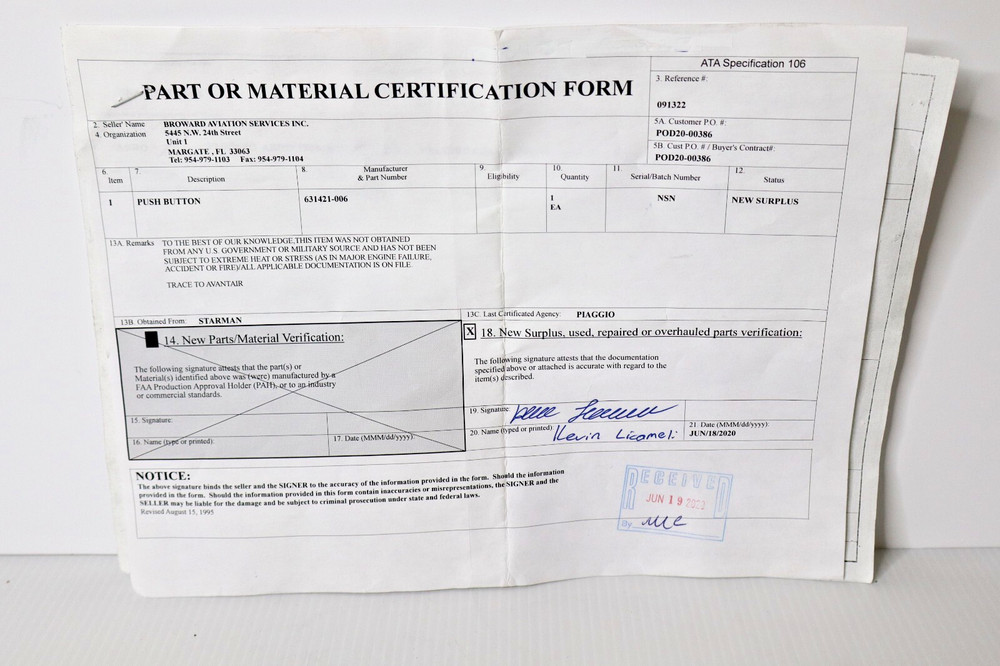 ATA Specification 106
PART OR MATERIAL CERTIFICATION FORM
3. Reference #:
091322
2. Seller' Name BROWARD AVIATION SERVICES INC.
4. Organization 5445 N.W. 24th Street
Unit 1
MARGATE , FL 33063
Tel: 954-979-1103 Fax: 954-979-1104
5A. Customer P.O. #:
POD20-00386
5B. Cust P.O. # / Buyer's Contract#:
POD20-00386
6. Item 7. Description 8. Manufacturer & Part Number 9. Eligibility 10. Quantity 11. Serial/Batch Number 12. Status
1 PUSH BUTTON 631421-006 1 NSN NEW SURPLUS
EA
13A. Remarks TO THE BEST OF OUR KNOWLEDGE,THIS ITEM WAS NOT OBTAINED
FROM ANY U.S. GOVERNMENT OR MILITARY SOURCE AND HAS NOT BEEN
SUBJECT TO EXTREME HEAT OR STRESS (AS IN MAJOR ENGINE FAILURE,
ACCIDENT OR FIRE)/ALL APPLICABLE DOCUMENTATION IS ON FILE.
TRACE TO AVANTAIR
13B Obtained From: STARMAN 13C. Last Certificated Agency: PIAGGIO
14. New Parts/Material Verification:
The following signature attests that the part(s) or
Material(s) identified above was (were) manufactured by a
FAA Production Approval Holder (PAH), or to an industry
or commercial standards.
15. Signature:
16. Name (type or printed): 17. Date (MMM/dd/yyyy):
X 18. New Surplus, used, repaired or overhauled parts verification:
The following signature attests that the documentation
specified above or attached is accurate with regard to the
item(s) described.
19. Signature:
20. Name (typed or printed) Kevin Licameli
21. Date (MMM/dd/yyyy):
JUN/18/2020
NOTICE:
The above signature binds the seller and the SIGNER to the accuracy of the information provided in the form. Should the information
provided in the form. Should the information provided in this form contain inaccuracies or misrepresentations, the SIGNER and the
SELLER may be liable for the damage and be subject to criminal prosecution under state and federal laws.
Revised August 15, 1995
RECEIVED
JUN 19 2020
By